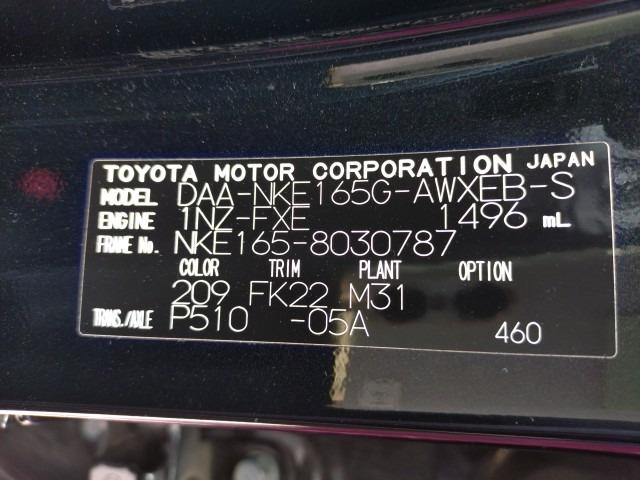 TOYOTA MOTOR CORPORATION JAPAN
MODEL DAA-NKE165G-AWXEB-S
ENGINE 1NZ-FXE 1496 mL
FRAME No. NKE165-8030787
COLOR TRIM PLANT OPTION
209 FK22 M31
TRANS./AXLE P510 -05A 460